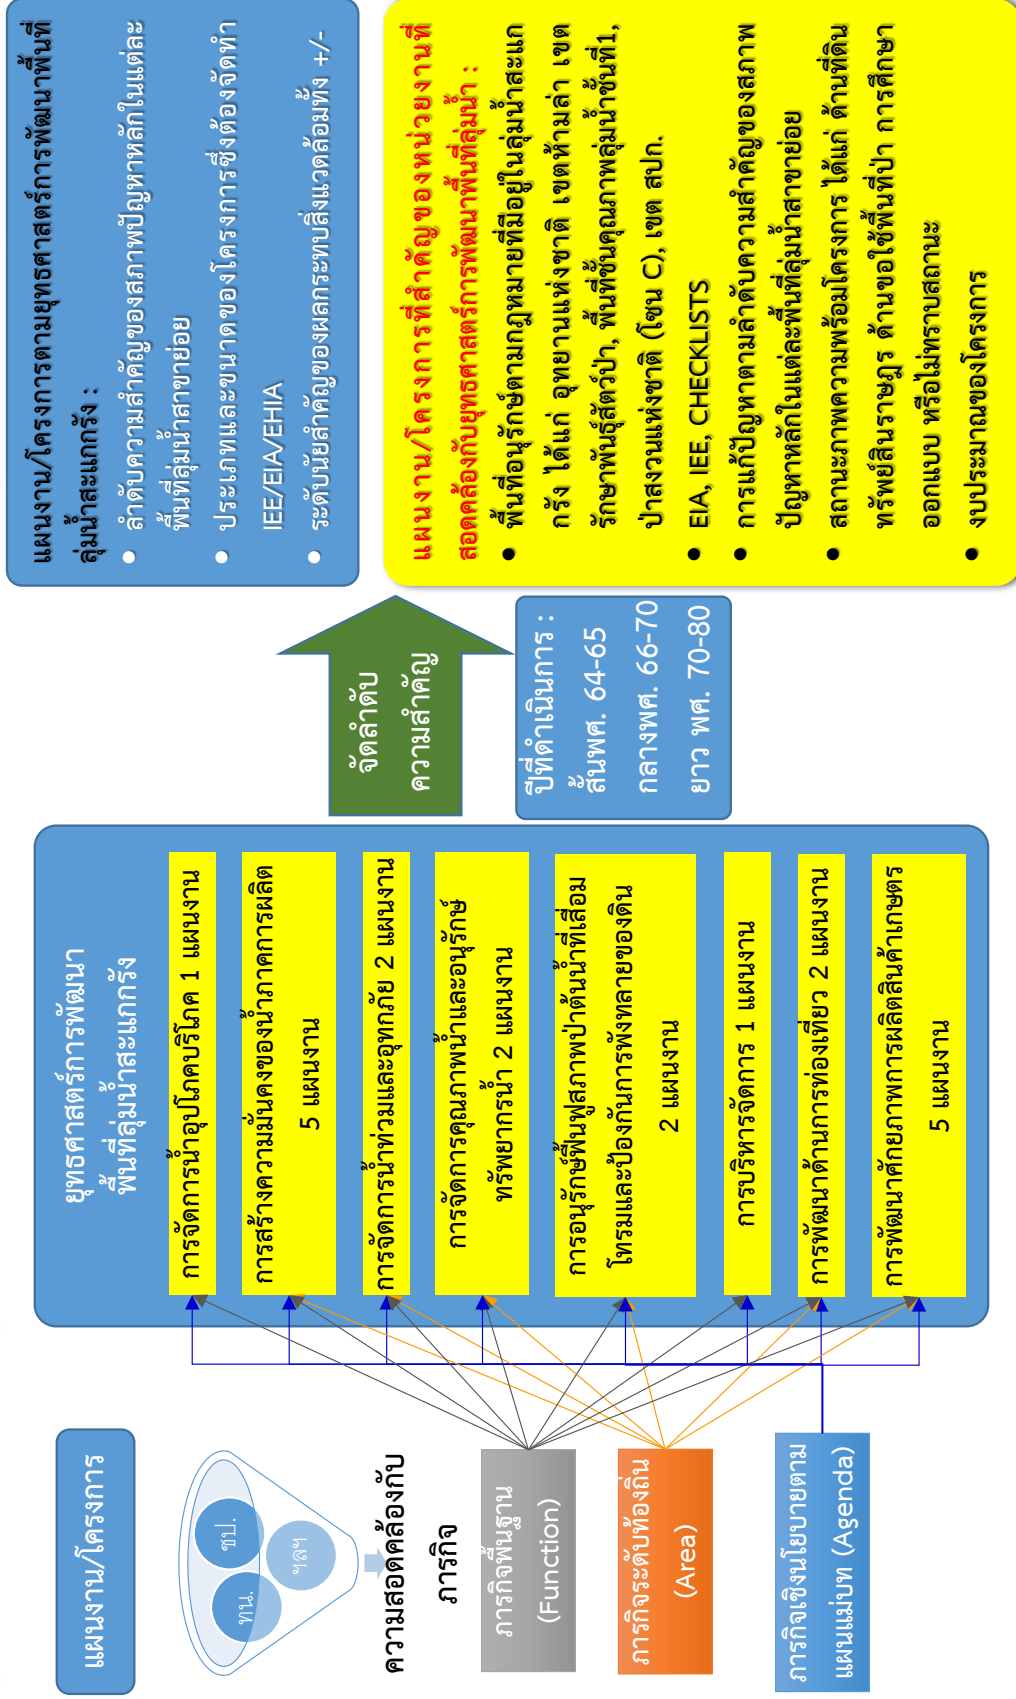 แผนงาน/โครงการ
ทน.
ชป.
ฯลฯ
ความสอดคล้องกับ
ภารกิจ
ภารกิจพื้นฐาน
(Function)
ภารกิจระดับท้องถิ่น
(Area)
ภารกิจเชิงนโยบายตาม
แผนแม่บท (Agenda)
ยุทธศาสตร์การพัฒนา
พื้นที่ลุ่มน้ำสะแกกรัง
การจัดการน้ำอุปโภคบริโภค 1 แผนงาน
การสร้างความมั่นคงของน้ำภาคการผลิต
5 แผนงาน
การจัดการน้ำท่วมและอุทกภัย 2 แผนงาน
การจัดการคุณภาพน้ำและอนุรักษ์
ทรัพยากรน้ำ 2 แผนงาน
การอนุรักษ์ฟื้นฟูสภาพป่าต้นน้ำที่เสื่อม
โทรมและป้องกันการพังทลายของดิน
2 แผนงาน
การบริหารจัดการ 1 แผนงาน
การพัฒนาด้านการท่องเที่ยว 2 แผนงาน
การพัฒนาศักยภาพการผลิตสินค้าเกษตร
5 แผนงาน
จัดลำดับ
ความสำคัญ
ปีที่ดำเนินการ :
สั้นพศ. 64-65
กลางพศ. 66-70
ยาว พศ. 70-80
แผนงาน/โครงการตามยุทธศาสตร์การพัฒนาพื้นที่
ลุ่มน้ำสะแกกรัง :
● ลำดับความสำคัญของสภาพปัญหาหลักในแต่ละ
พื้นที่ลุ่มน้ำสาขาย่อย
● ประเภทและขนาดของโครงการซึ่งต้องจัดทำ
IEE/EIA/EHIA
● ระดับนัยสำคัญของผลกระทบสิ่งแวดล้อมทั้ง +/-
แผนงาน/โครงการที่สำคัญของหน่วยงานที่
สอดคล้องกับยุทธศาสตร์การพัฒนาพื้นที่ลุ่มน้ำ :
● พื้นที่อนุรักษ์ตามกฎหมายที่มีอยู่ในลุ่มน้ำสะแก
กรัง ได้แก่ อุทยานแห่งชาติ เขตห้ามล่า เขต
รักษาพันธุ์สัตว์ป่า, พื้นที่ชั้นคุณภาพลุ่มน้ำชั้นที่1,
ป่าสงวนแห่งชาติ (โซน C), เขต สปก.
● EIA, IEE, CHECKLISTS
● การแก้ปัญหาตามลำดับความสำคัญของสภาพ
ปัญหาหลักในแต่ละพื้นที่ลุ่มน้ำสาขาย่อย
● สถานะภาพความพร้อมโครงการ ได้แก่ ด้านที่ดิน
ทรัพย์สินราษฎร ด้านขอใช้พื้นที่ป่า การศึกษา
ออกแบบ หรือไม่ทราบสถานะ
● งบประมาณของโครงการ